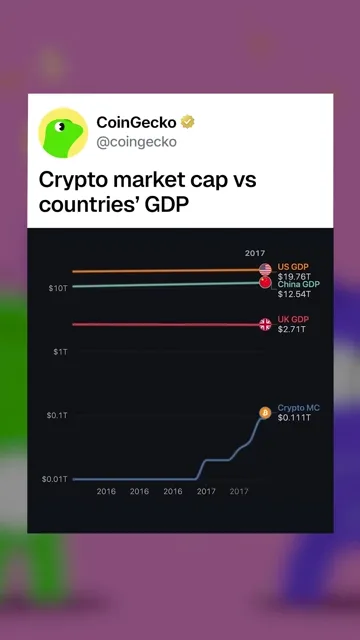 CoinGecko
@coingecko
Crypto market cap vs
countries’ GDP
2017
US GDP
$19.76T
China GDP
$12.54T
$10T
UK GDP
$2.71T
$1T
Crypto MC
$0.111T
$0.1T
$0.01T
2016 2016 2016 2017 2017